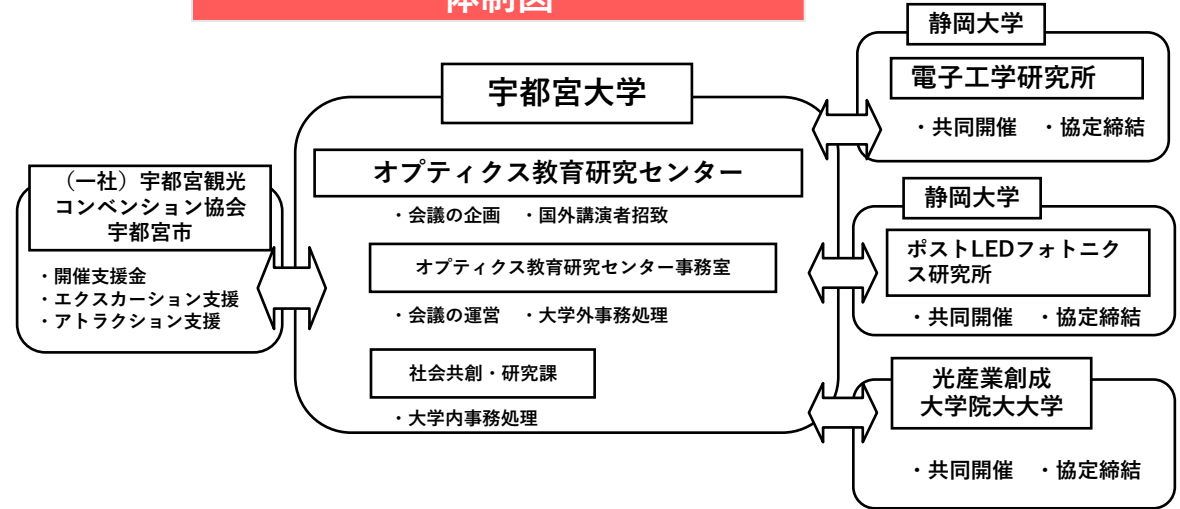 体制図
静岡大学
電子工学研究所
・共同開催　・協定締結
宇都宮大学
オプティクス教育研究センター
・会議の企画　・国外講演者招致
オプティクス教育研究センター事務室
・会議の運営　・大学外事務処理
社会共創・研究課
・大学内事務処理
（一社）宇都宮観光
コンベンション協会
宇都宮市
・開催支援金
・エクスカーション支援
・アトラクション支援
静岡大学
ポストLEDフォトニク
ス研究所
・共同開催　・協定締結
光産業創成
大学院大大学
・共同開催　・協定締結